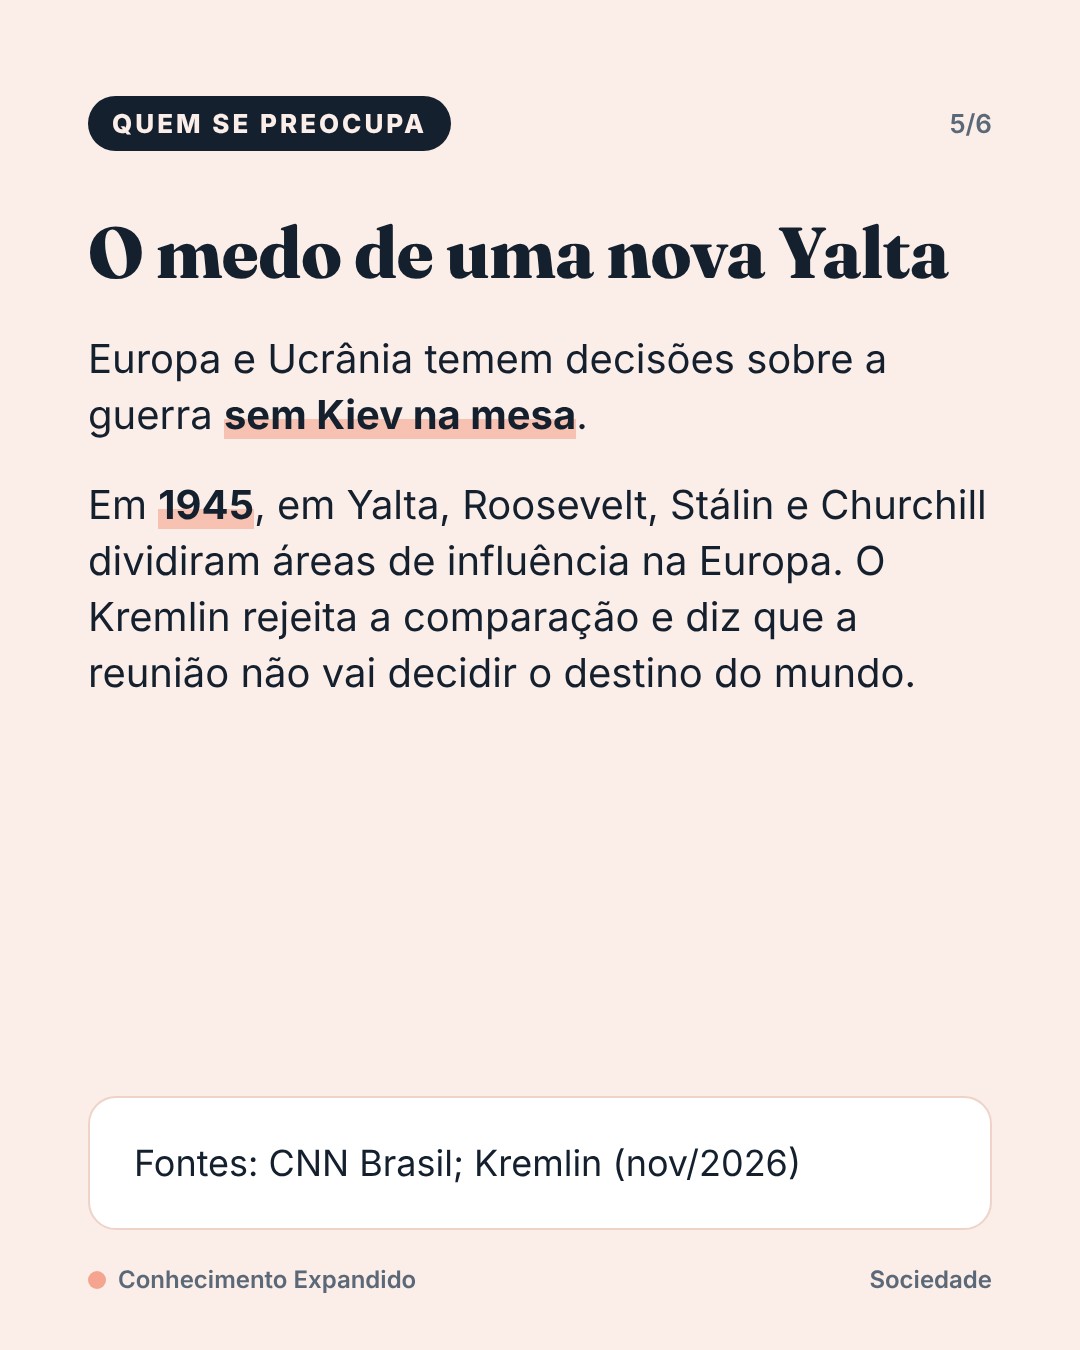 QUEM SE PREOCUPA
5/6
O medo de uma nova Yalta
Europa e Ucrânia temem decisões sobre a
guerra sem Kiev na mesa.
Em 1945, em Yalta, Roosevelt, Stálin e Churchill
dividiram áreas de influência na Europa. O
Kremlin rejeita a comparação e diz que a
reunião não vai decidir o destino do mundo.
Fontes: CNN Brasil; Kremlin (nov/2026)
Conhecimento Expandido
Sociedade